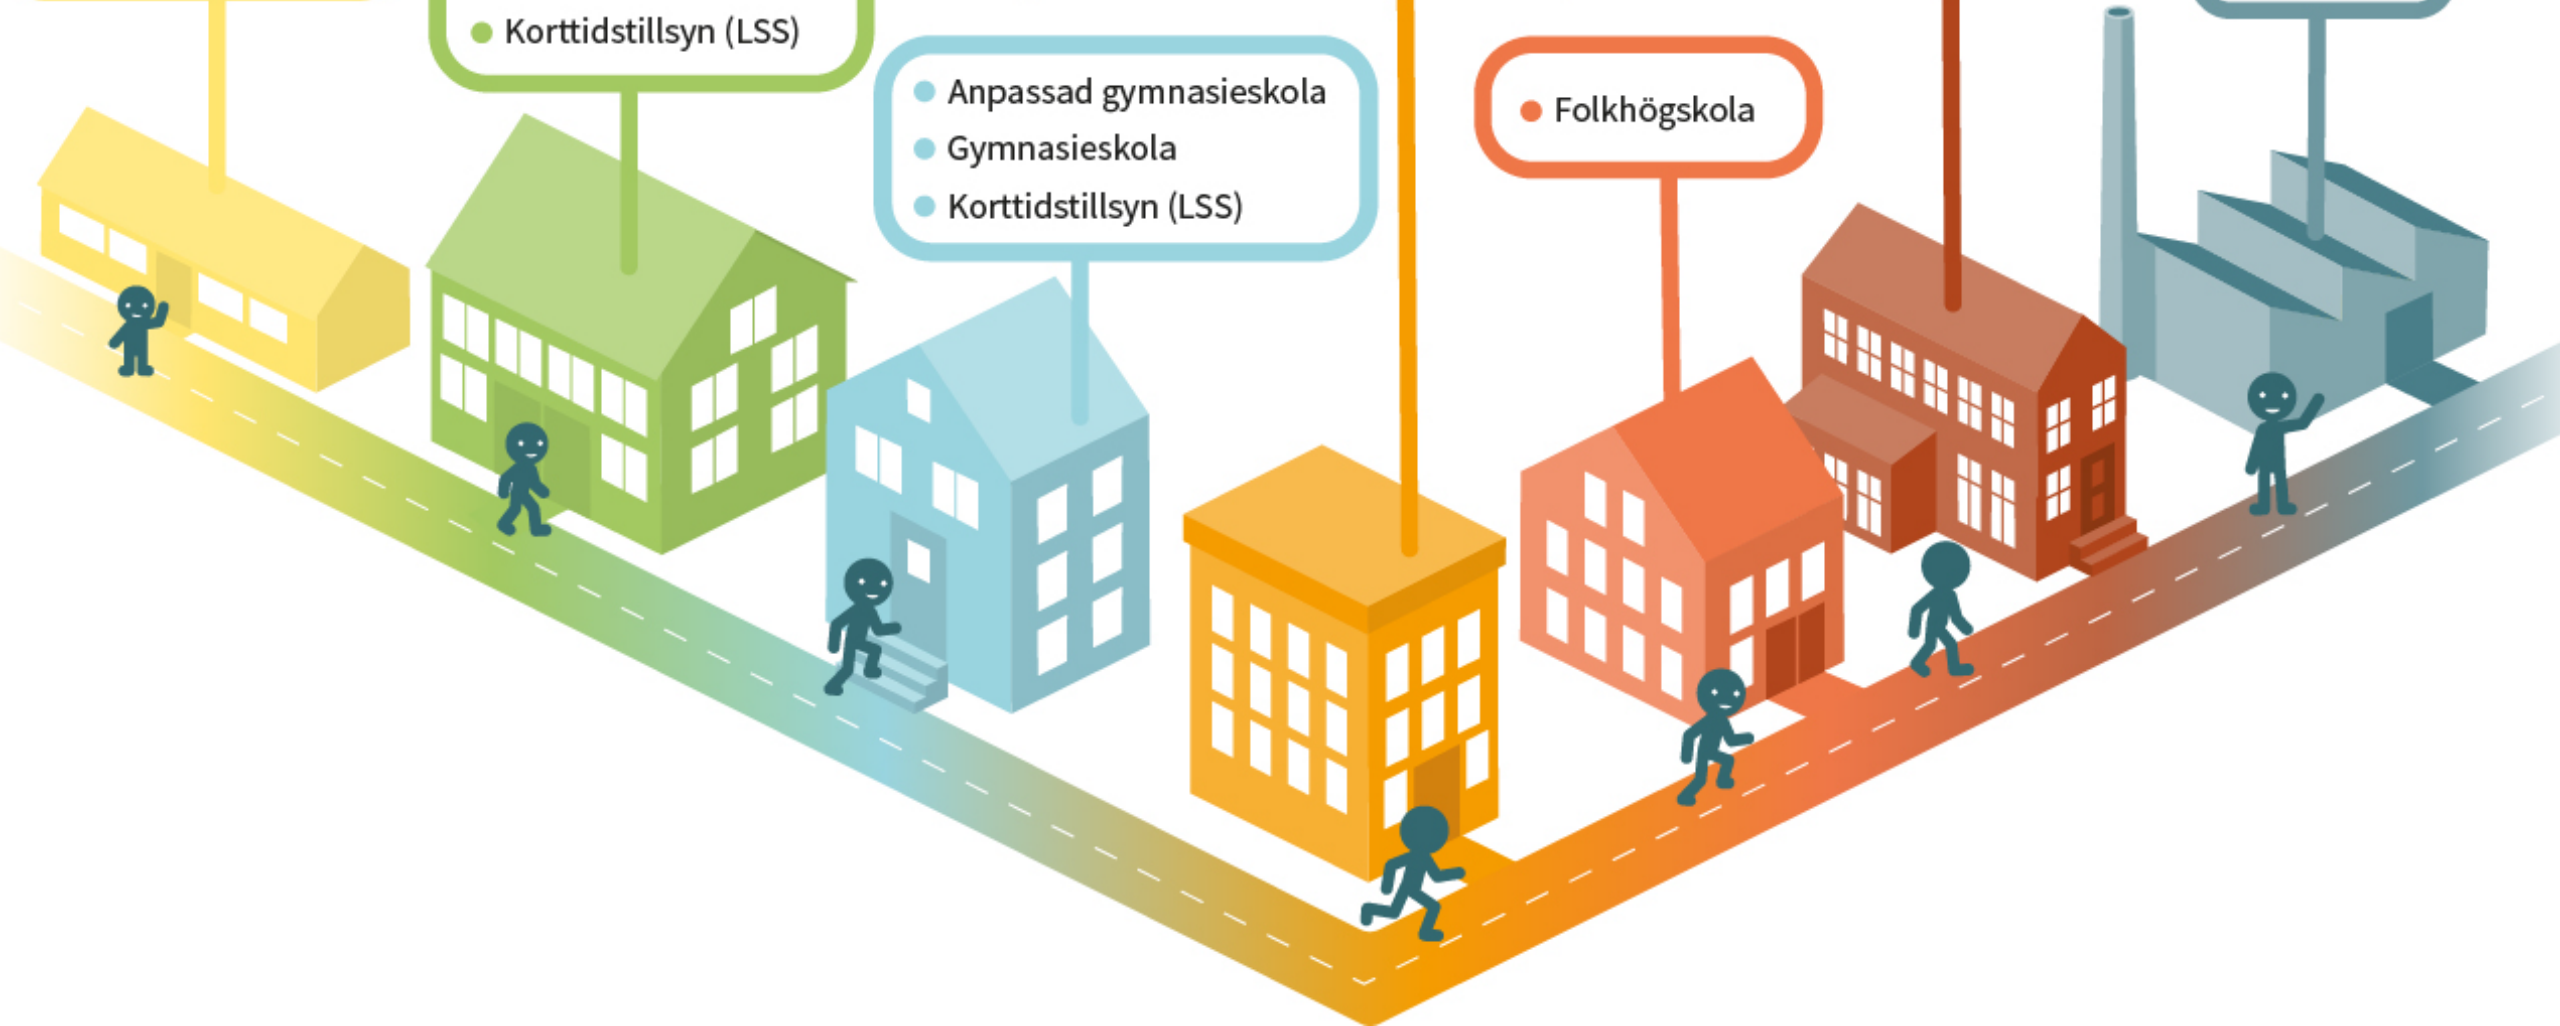 Korttidstillsyn (LSS)
Anpassad gymnasieskola
Gymnasieskola
Korttidstillsyn (LSS)
Folkhögskola